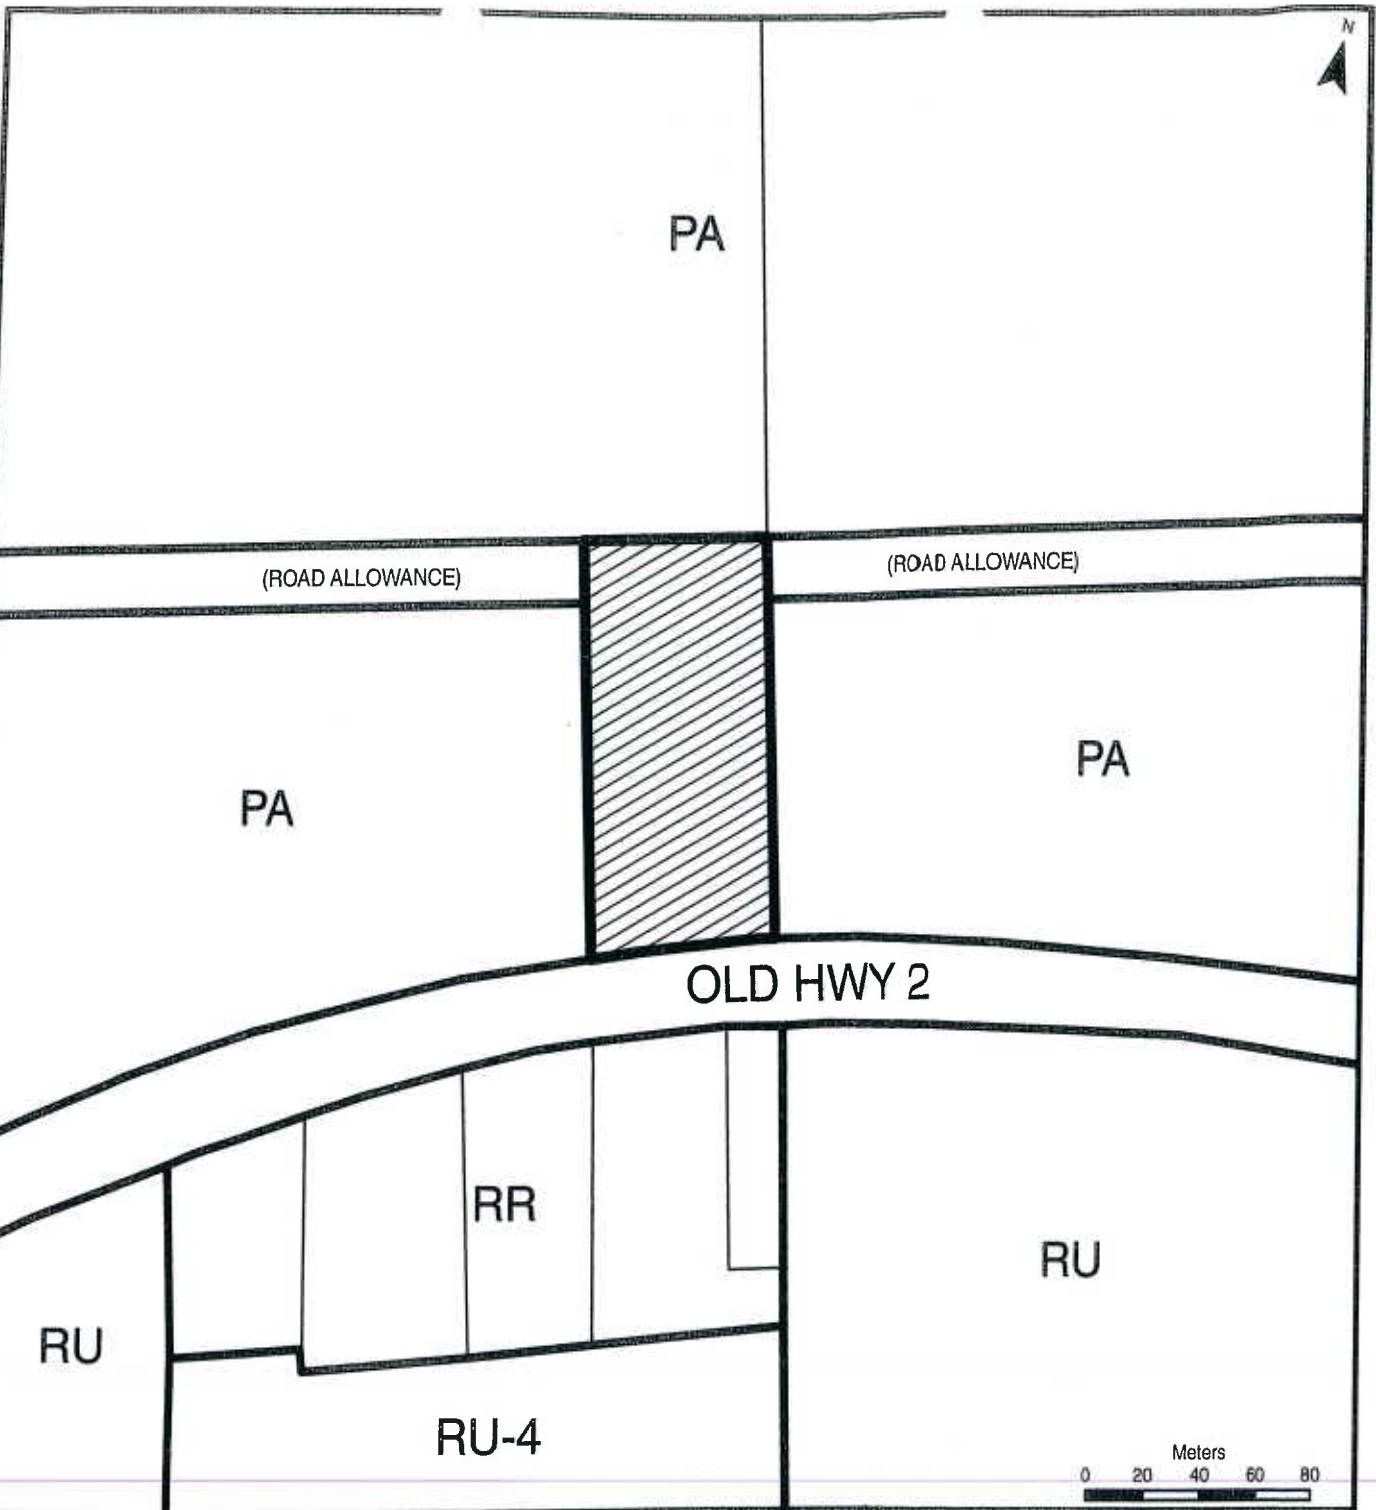 N
PA
(ROAD ALLOWANCE)
(ROAD ALLOWANCE)
PA
PA
OLD HWY 2
RR
RU
RU
RU-4
Meters
0 20 40 60 80